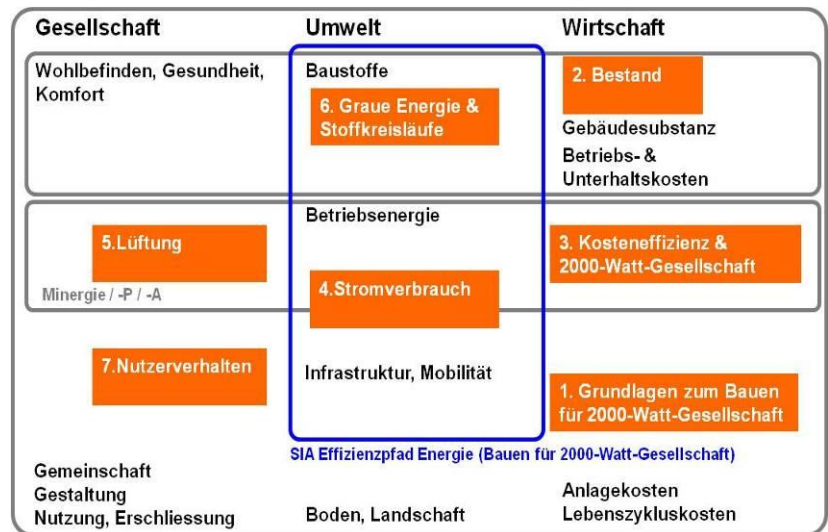 Gesellschaft
Umwelt
Wirtschaft
Wohlbefinden, Gesundheit,
Komfort
Baustoffe
6. Graue Energie &
Stoffkreisläufe
2. Bestand
Gebäudesubstanz
Betriebs- &
Unterhaltskosten
5.Lüftung
Minergie / -P / -A
Betriebsenergie
4.Stromverbrauch
3. Kosteneffizienz &
2000-Watt-Gesellschaft
7.Nutzerverhalten
Infrastruktur, Mobilität
1. Grundlagen zum Bauen
für 2000-Watt-Gesellschaft
SIA Effizienzpfad Energie (Bauen für 2000-Watt-Gesellschaft)
Gemeinschaft
Gestaltung
Nutzung, Erschliessung
Boden, Landschaft
Anlagekosten
Lebenszykluskosten